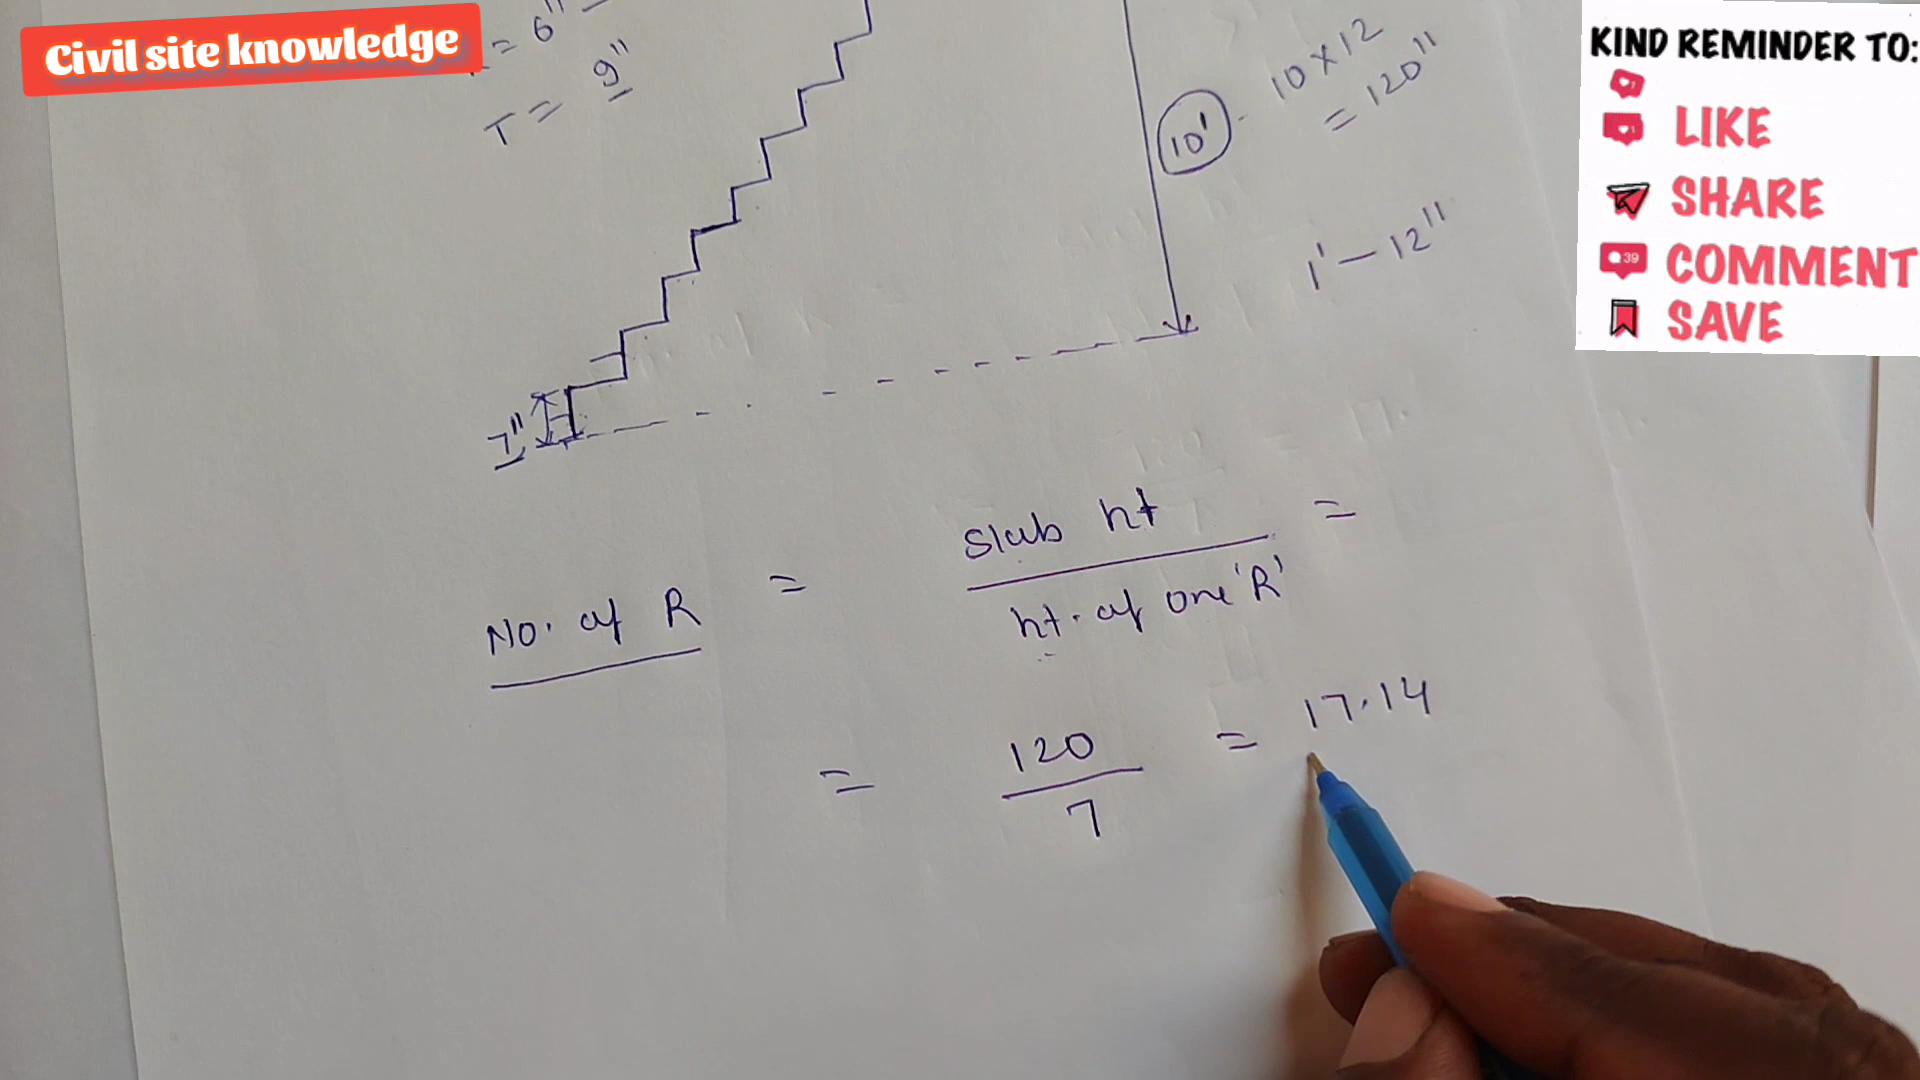 Civil site knowledge
= 6"
T = 9"
10' - 10 × 12
= 120"
1' - 12"
7"
No. of R = slab ht =
ht. of one 'R'
= 120 = 17.14
7
KIND REMINDER TO:
LIKE
SHARE
39 COMMENT
SAVE